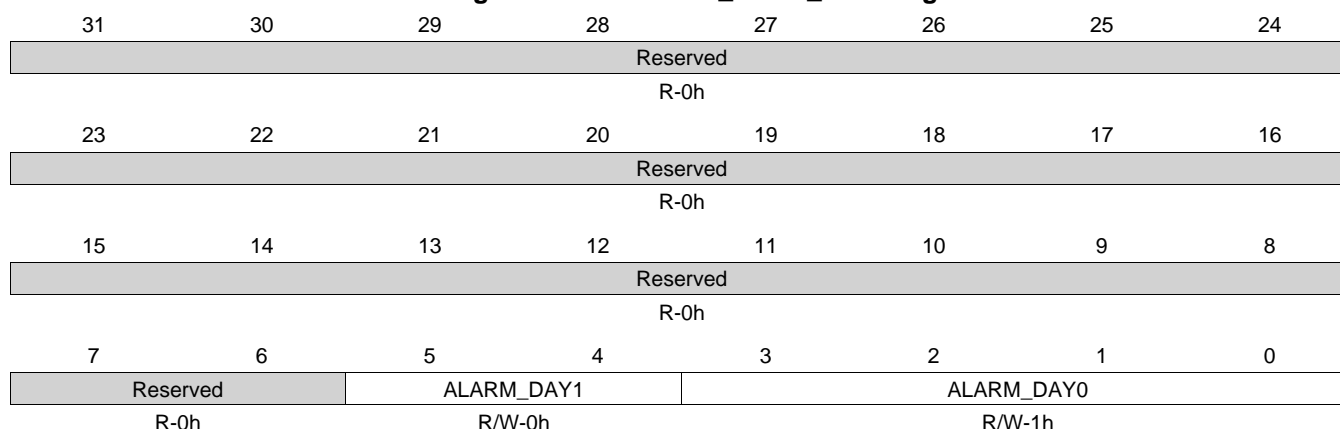 31 30 29 28 27 26 25 24
Reserved
R-0h
23 22 21 20 19 18 17 16
Reserved
R-0h
15 14 13 12 11 10 9 8
Reserved
R-0h
7 6 5 4 3 2 1 0
Reserved ALARM_DAY1 ALARM_DAY0
R-0h R/W-0h R/W-1h